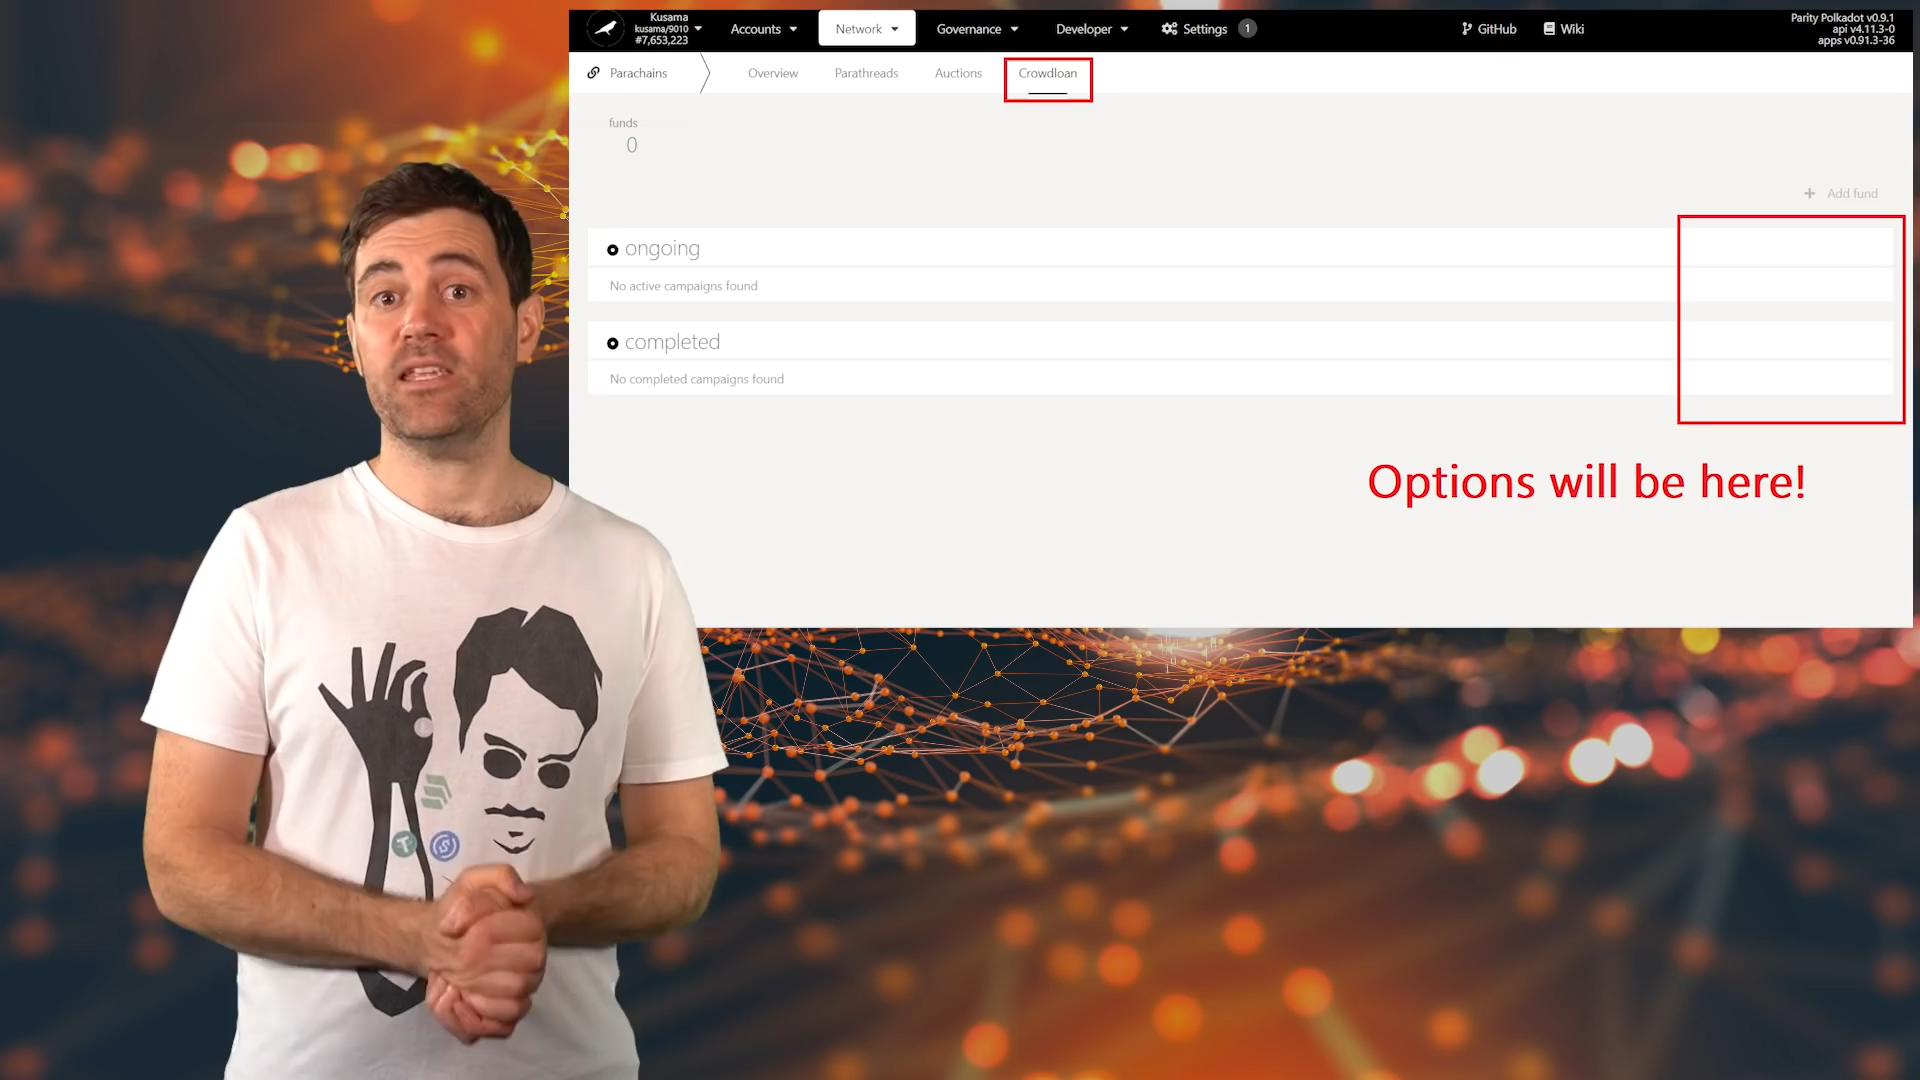 Kusama
kusama/9010
#7,653,223
Accounts
Network
Governance
Developer
Settings 1
GitHub
Wiki
Parity Polkadot v0.9.1
api v4.11.3-0
apps v0.91.3-36
Parachains
Overview
Parathreads
Auctions
Crowdloan
funds
0
+ Add fund
ongoing
No active campaigns found
completed
No completed campaigns found
Options will be here!